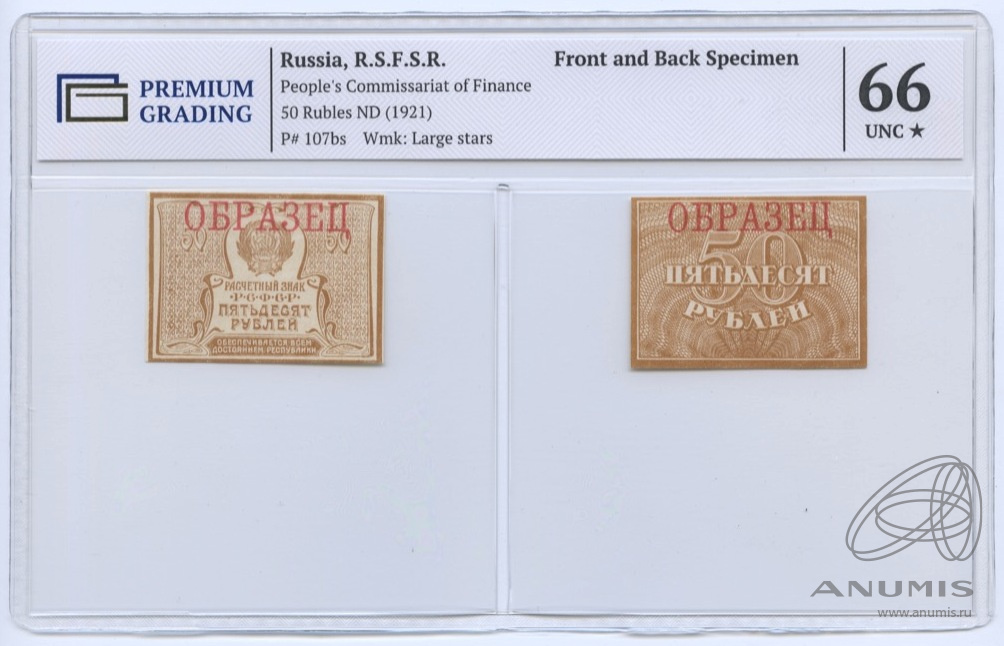 PREMIUM
GRADING
Russia, R.S.F.S.R.
Front and Back Specimen
People's Commissariat of Finance
50 Rubles ND (1921)
P# 107bs Wmk: Large stars
66
UNC ★
ОБРАЗЕЦ
50 50
РАСЧЕТНЫЙ ЗНАК
•Р•С•Ф•С•Р•
ПЯТЬДЕСЯТ
РУБЛЕЙ
ОБЕСПЕЧИВАЕТСЯ ВСЕМ
ДОСТОЯНИЕМ РЕСПУБЛИКИ
ОБРАЗЕЦ
50
ПЯТЬДЕСЯТ
РУБЛЕЙ
ANUMIS
www.anumis.ru